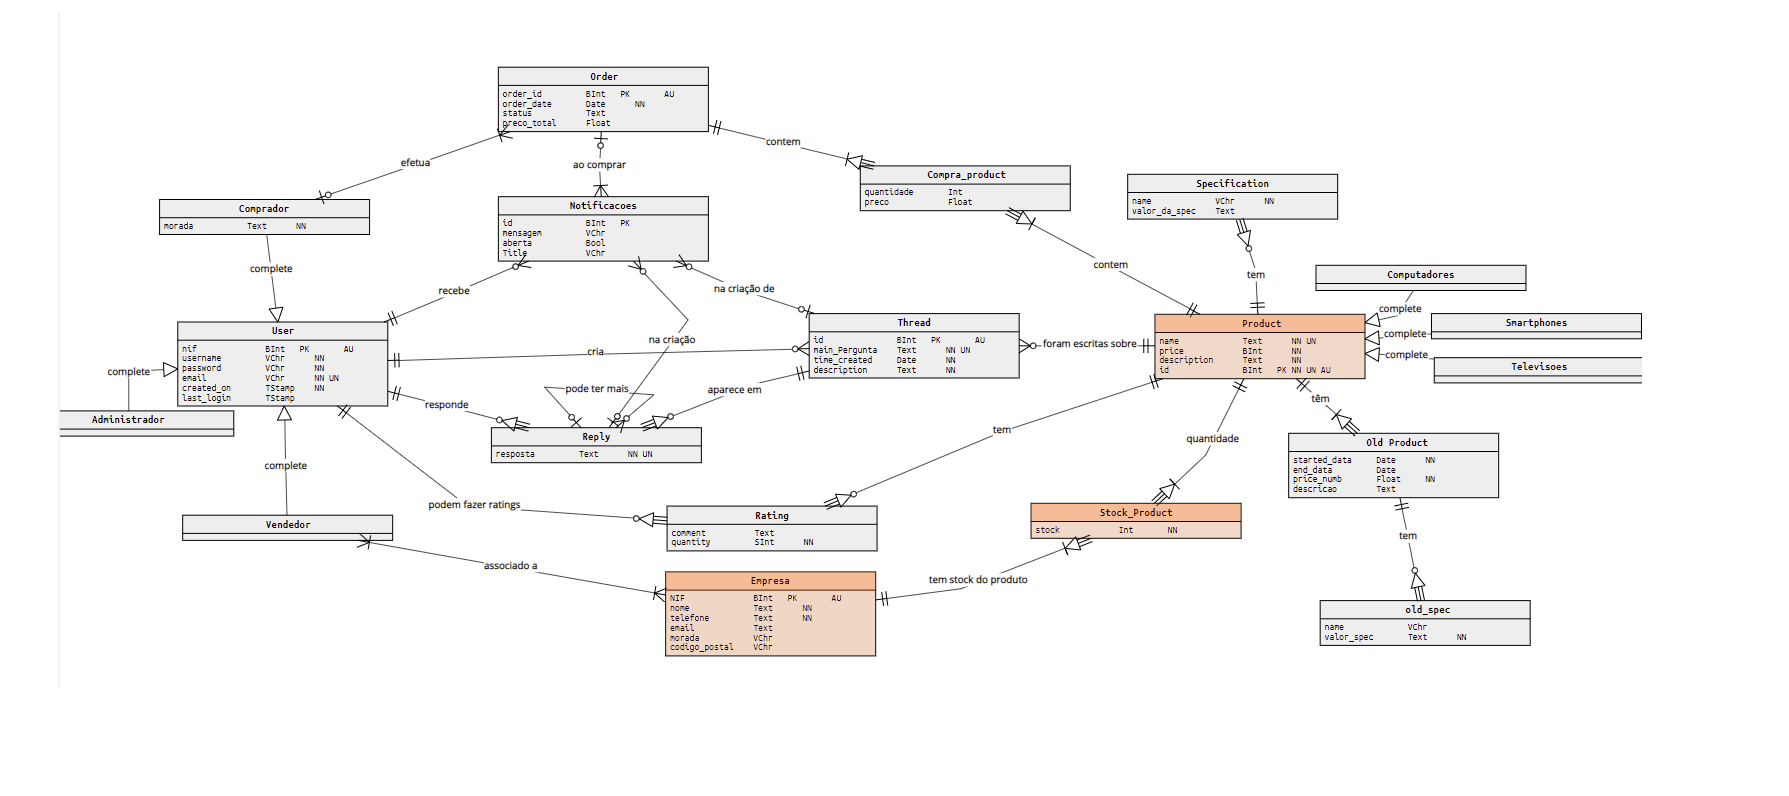 Order
order_id BInt PK AU
order_date Date NN
status Text
preco_total Float
efetua
ao comprar
contem
Compra_product
quantidade Int
preco Float
Specification
name VChr NN
valor_da_spec Text
Comprador
morada Text NN
Notificacoes
id BInt PK
mensagem VChr
aberta Bool
Title VChr
complete
recebe
na criação de
contem
tem
Computadores
complete
Smartphones
complete
Televisoes
complete
User
nif BInt PK AU
username VChr NN
password VChr NN
email VChr NN UN
created_on TStamp NN
last_login TStamp
Thread
id BInt PK AU
main_Pergunta Text NN UN
time_created Date NN
description Text NN
foram escritas sobre
Product
name Text NN UN
price BInt NN
description Text NN
id BInt PK NN UN AU
na criação
cria
complete
Administrador
responde
pode ter mais
aparece em
Reply
resposta Text NN UN
tem
quantidade
têm
Old Product
started_data Date NN
end_data Date
price_numb Float NN
descricao Text
complete
podem fazer ratings
Vendedor
Rating
comment Text
quantity SInt NN
Stock_Product
stock Int NN
tem
associado a
Empresa
NIF BInt PK AU
nome Text NN
telefone Text NN
email Text
morada VChr
codigo_postal VChr
tem stock do produto
old_spec
name VChr
valor_spec Text NN